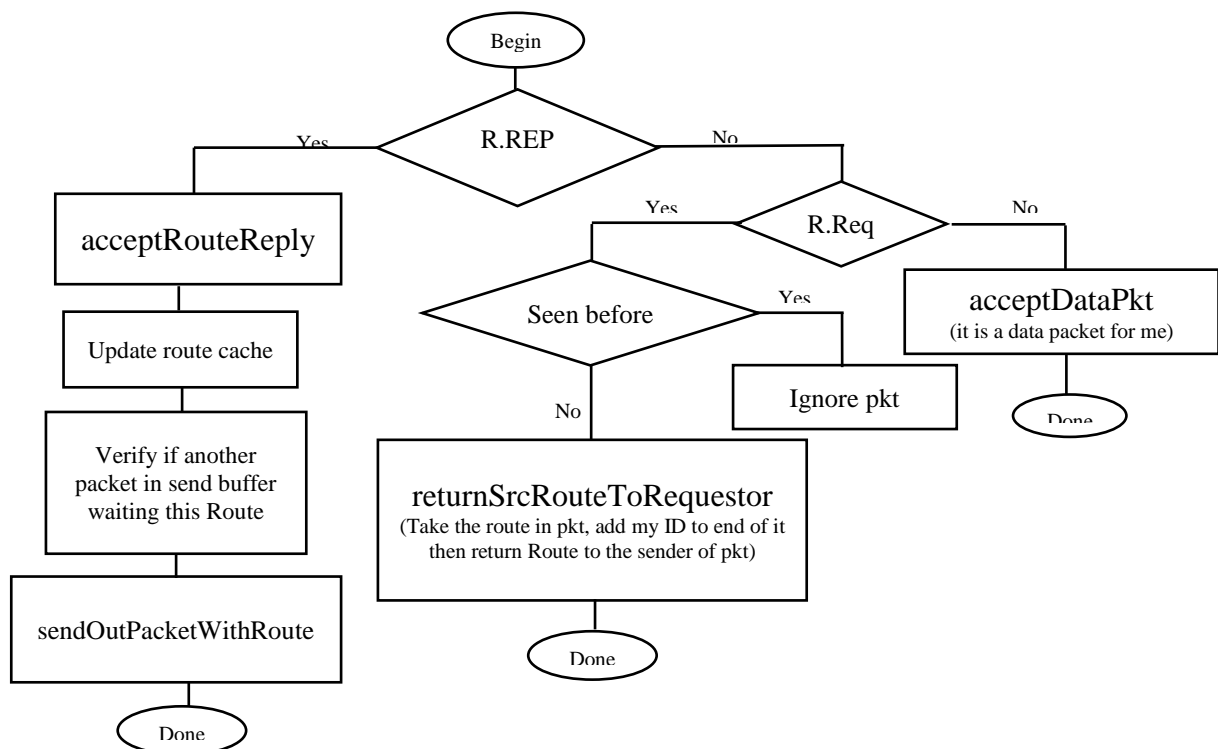 Begin
R.REP
Yes
No
acceptRouteReply
R.Req
Yes
No
Update route cache
Seen before
Yes
acceptDataPkt
(it is a data packet for me)
Ignore pkt
No
Done
Verify if another
packet in send buffer
waiting this Route
returnSrcRouteToRequestor
(Take the route in pkt, add my ID to end of it
then return Route to the sender of pkt)
sendOutPacketWithRoute
Done
Done